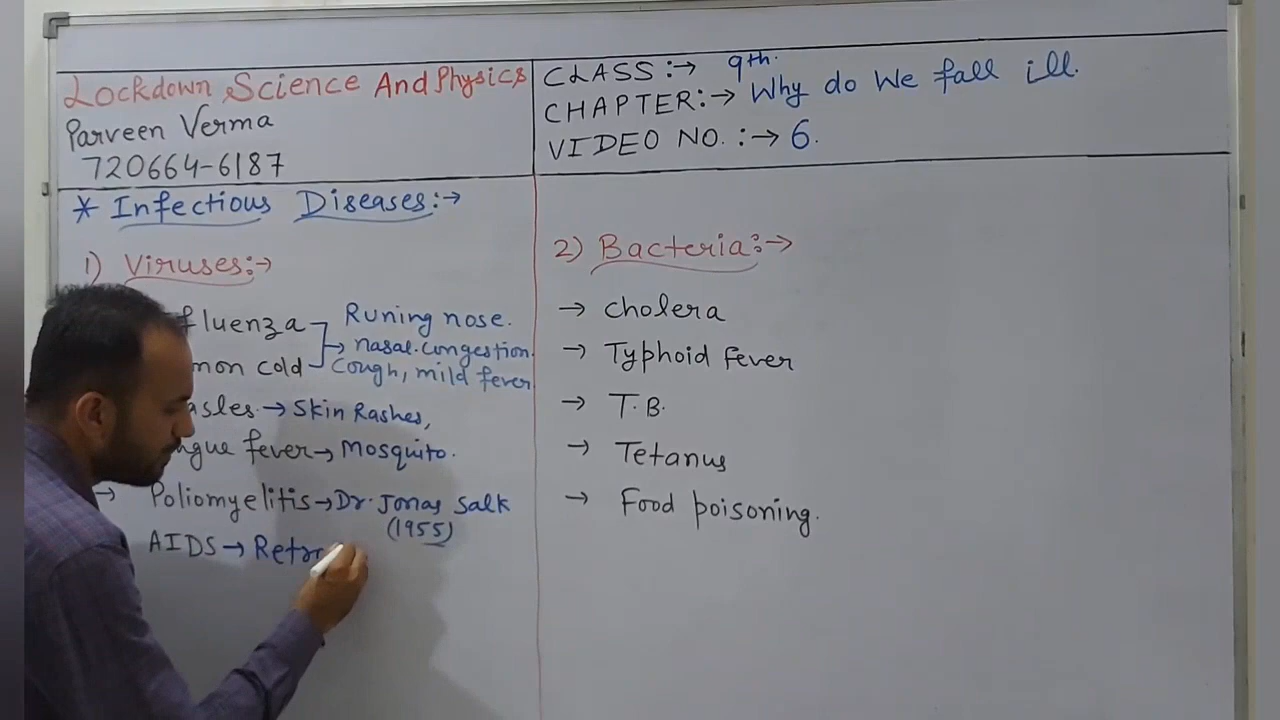 Lockdown Science And Physics
Parveen Verma
720664-6187
CLASS :→ 9th.
CHAPTER:→ Why do We fall ill.
VIDEO NO. :→ 6.
* Infectious Diseases:→
1) Viruses:→
fluenza → Runing nose.
nasal congestion.
mon cold Cough, mild fever
asles → Skin Rashes,
ngue fever → Mosquito.
→ Poliomyelitis → Dr. Jonas Salk
(1955)
AIDS → Retr
2) Bacteria:→
→ Cholera
→ Typhoid fever
→ T.B.
→ Tetanus
→ Food poisoning.